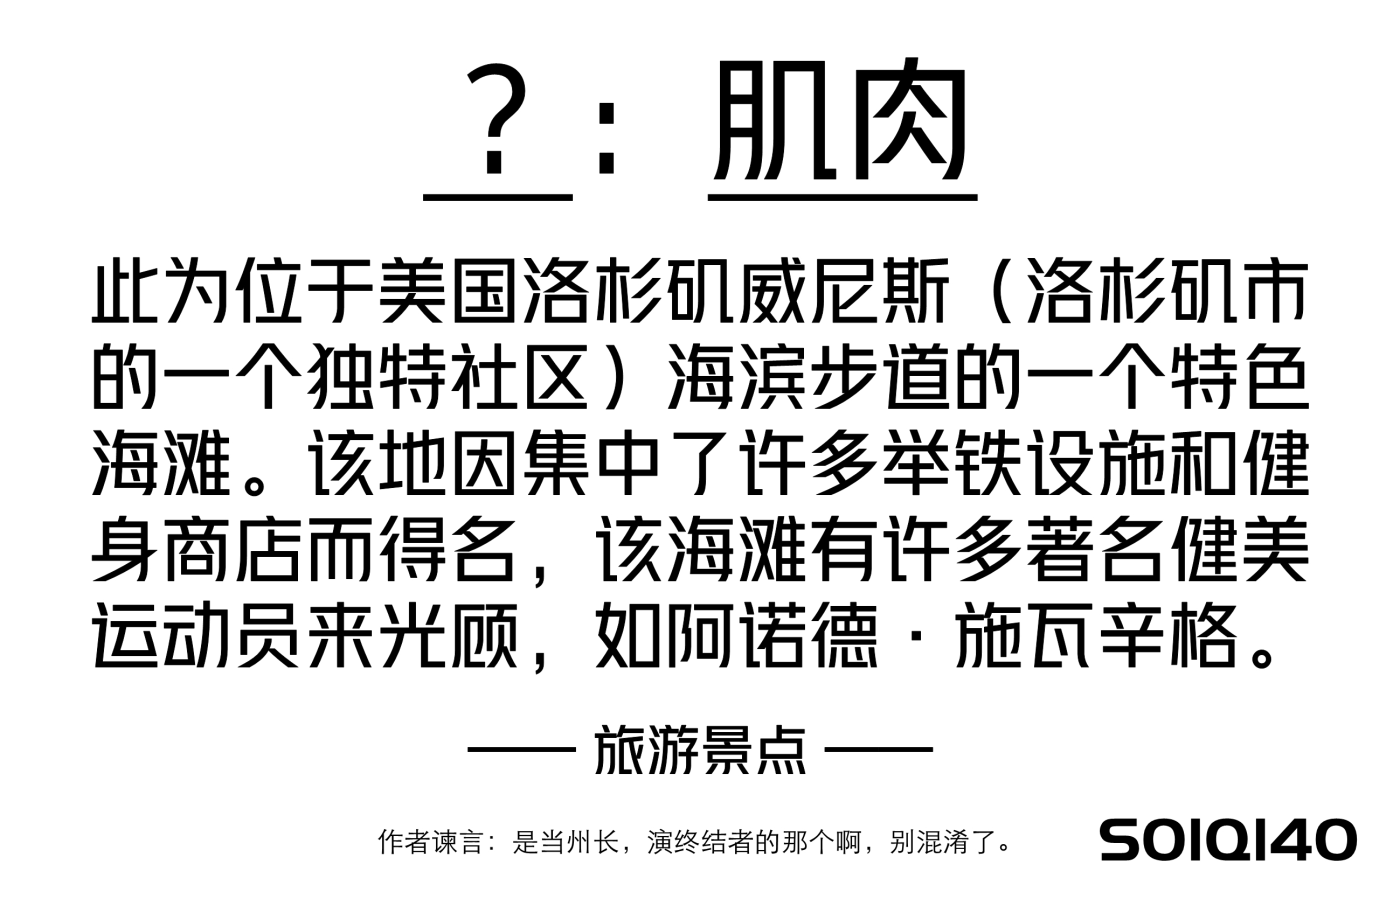 ？：肌肉
此为位于美国洛杉矶威尼斯（洛杉矶市
的一个独特社区）海滨步道的一个特色
海滩。该地因集中了许多举铁设施和健
身商店而得名，该海滩有许多著名健美
运动员来光顾，如阿诺德·施瓦辛格。
—— 旅游景点 ——
作者谏言：是当州长，演终结者的那个啊，别混淆了。
SOIQI40